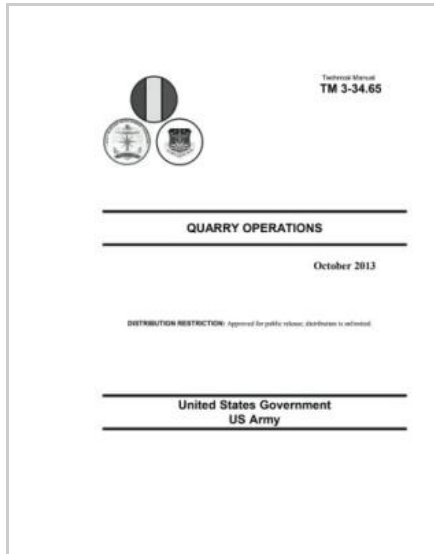 Technical Manual
TM 3-34.65
QUARRY OPERATIONS
October 2013
DISTRIBUTION RESTRICTION: Approved for public release; distribution is unlimited.
United States Government
US Army